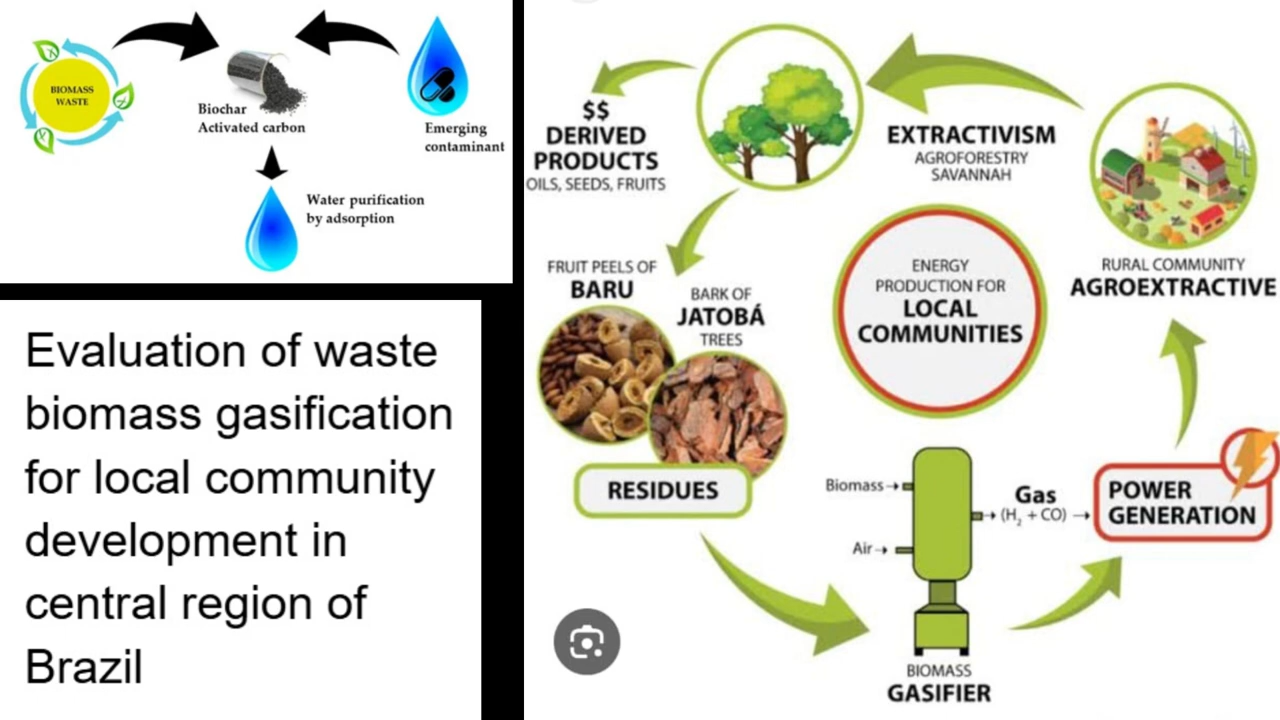 BIOMASS
WASTE
Biochar
Activated carbon
Emerging
contaminant
Water purification
by adsorption
Evaluation of waste
biomass gasification
for local community
development in
central region of
Brazil
$$
DERIVED
PRODUCTS
OILS, SEEDS, FRUITS
EXTRACTIVISM
AGROFORESTRY
SAVANNAH
RURAL COMMUNITY
AGROEXTRACTIVE
ENERGY
PRODUCTION FOR
LOCAL
COMMUNITIES
FRUIT PEELS OF
BARU
BARK OF
JATOBÁ
TREES
RESIDUES
Biomass
Air
Gas
(H₂ + CO)
POWER
GENERATION
BIOMASS
GASIFIER